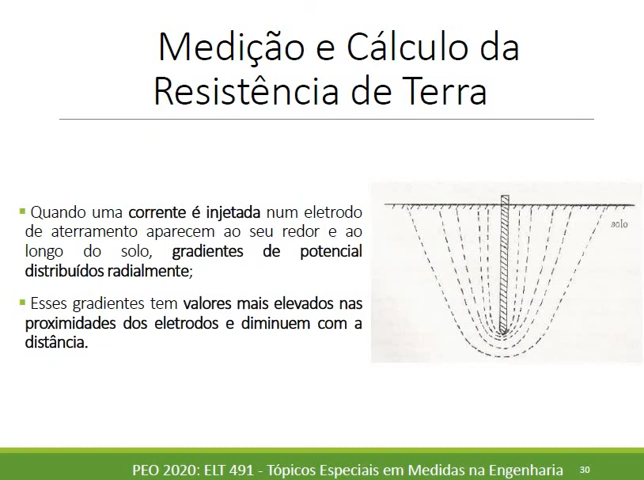 Medição e Cálculo da
Resistência de Terra
▪ Quando uma corrente é injetada num eletrodo
de aterramento aparecem ao seu redor e ao
longo do solo, gradientes de potencial
distribuídos radialmente;
▪ Esses gradientes tem valores mais elevados nas
proximidades dos eletrodos e diminuem com a
distância.
solo
PEO 2020: ELT 491 - Tópicos Especiais em Medidas na Engenharia 30